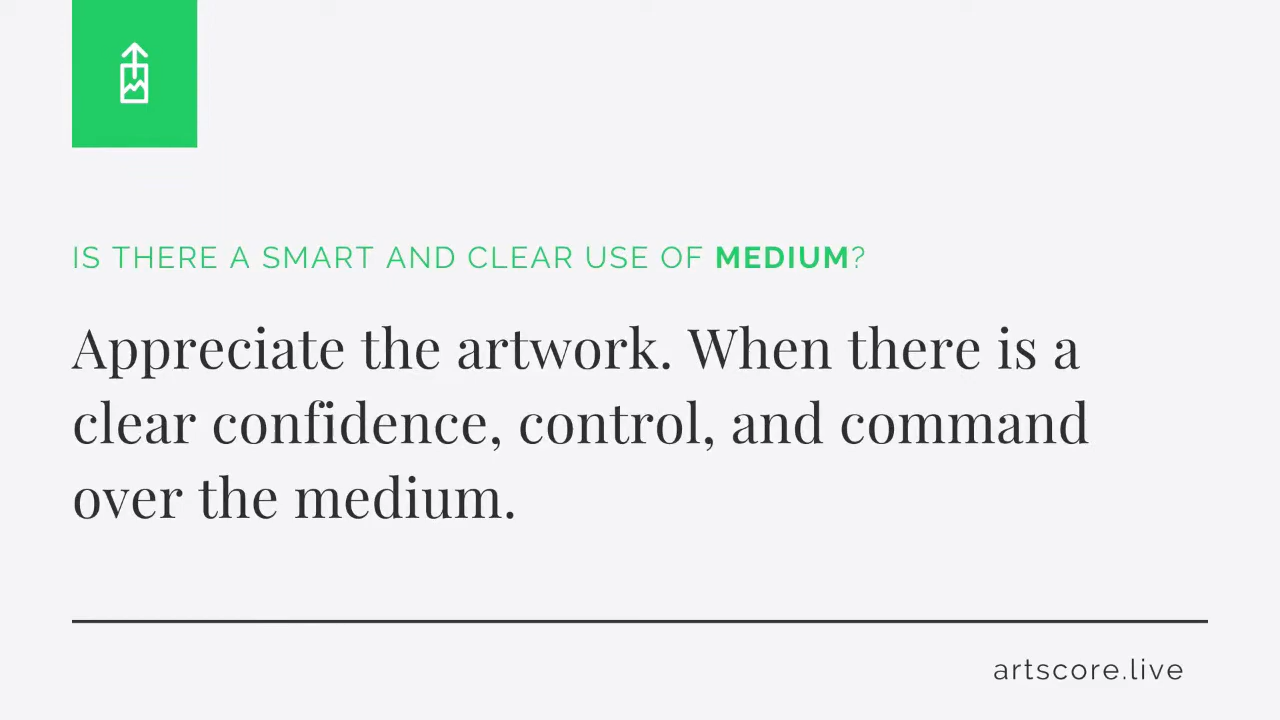 IS THERE A SMART AND CLEAR USE OF MEDIUM?
Appreciate the artwork. When there is a
clear confidence, control, and command
over the medium.
artscore.live